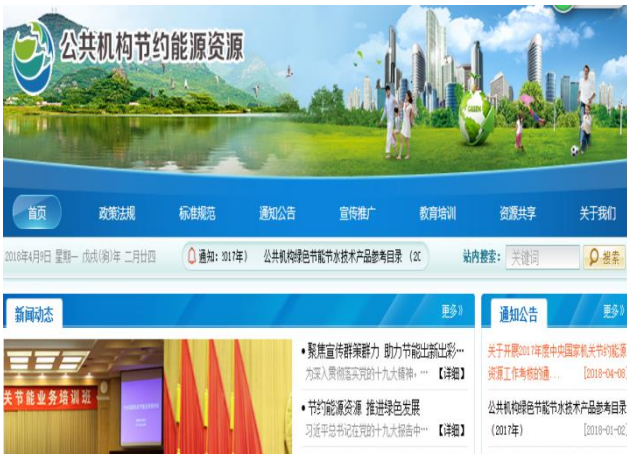 公共机构节约能源资源
GREEN
首页 政策法规 标准规范 通知公告 宣传推广 教育培训 资源共享 关于我们
2018年4月9日 星期一 戊戌(狗)年 二月廿四 通知：2017年） 公共机构绿色节能节水技术产品参考目录 （2( 站内搜索： 关键词 搜索
新闻动态 更多》 通知公告 更多》
• 聚焦宣传群策群力 助力节能出新出彩…
为深入贯彻落实党的十九大精神，… 【详细】
• 节约能源资源 推进绿色发展
习近平总书记在党的十九大报告中… 【详细】
关节能业务培训班
关于开展2017年度中央国家机关节约能源
资源工作考核的通... [2018-04-08]
公共机构绿色节能节水技术产品参考目录
（2017年） [2018-01-02]